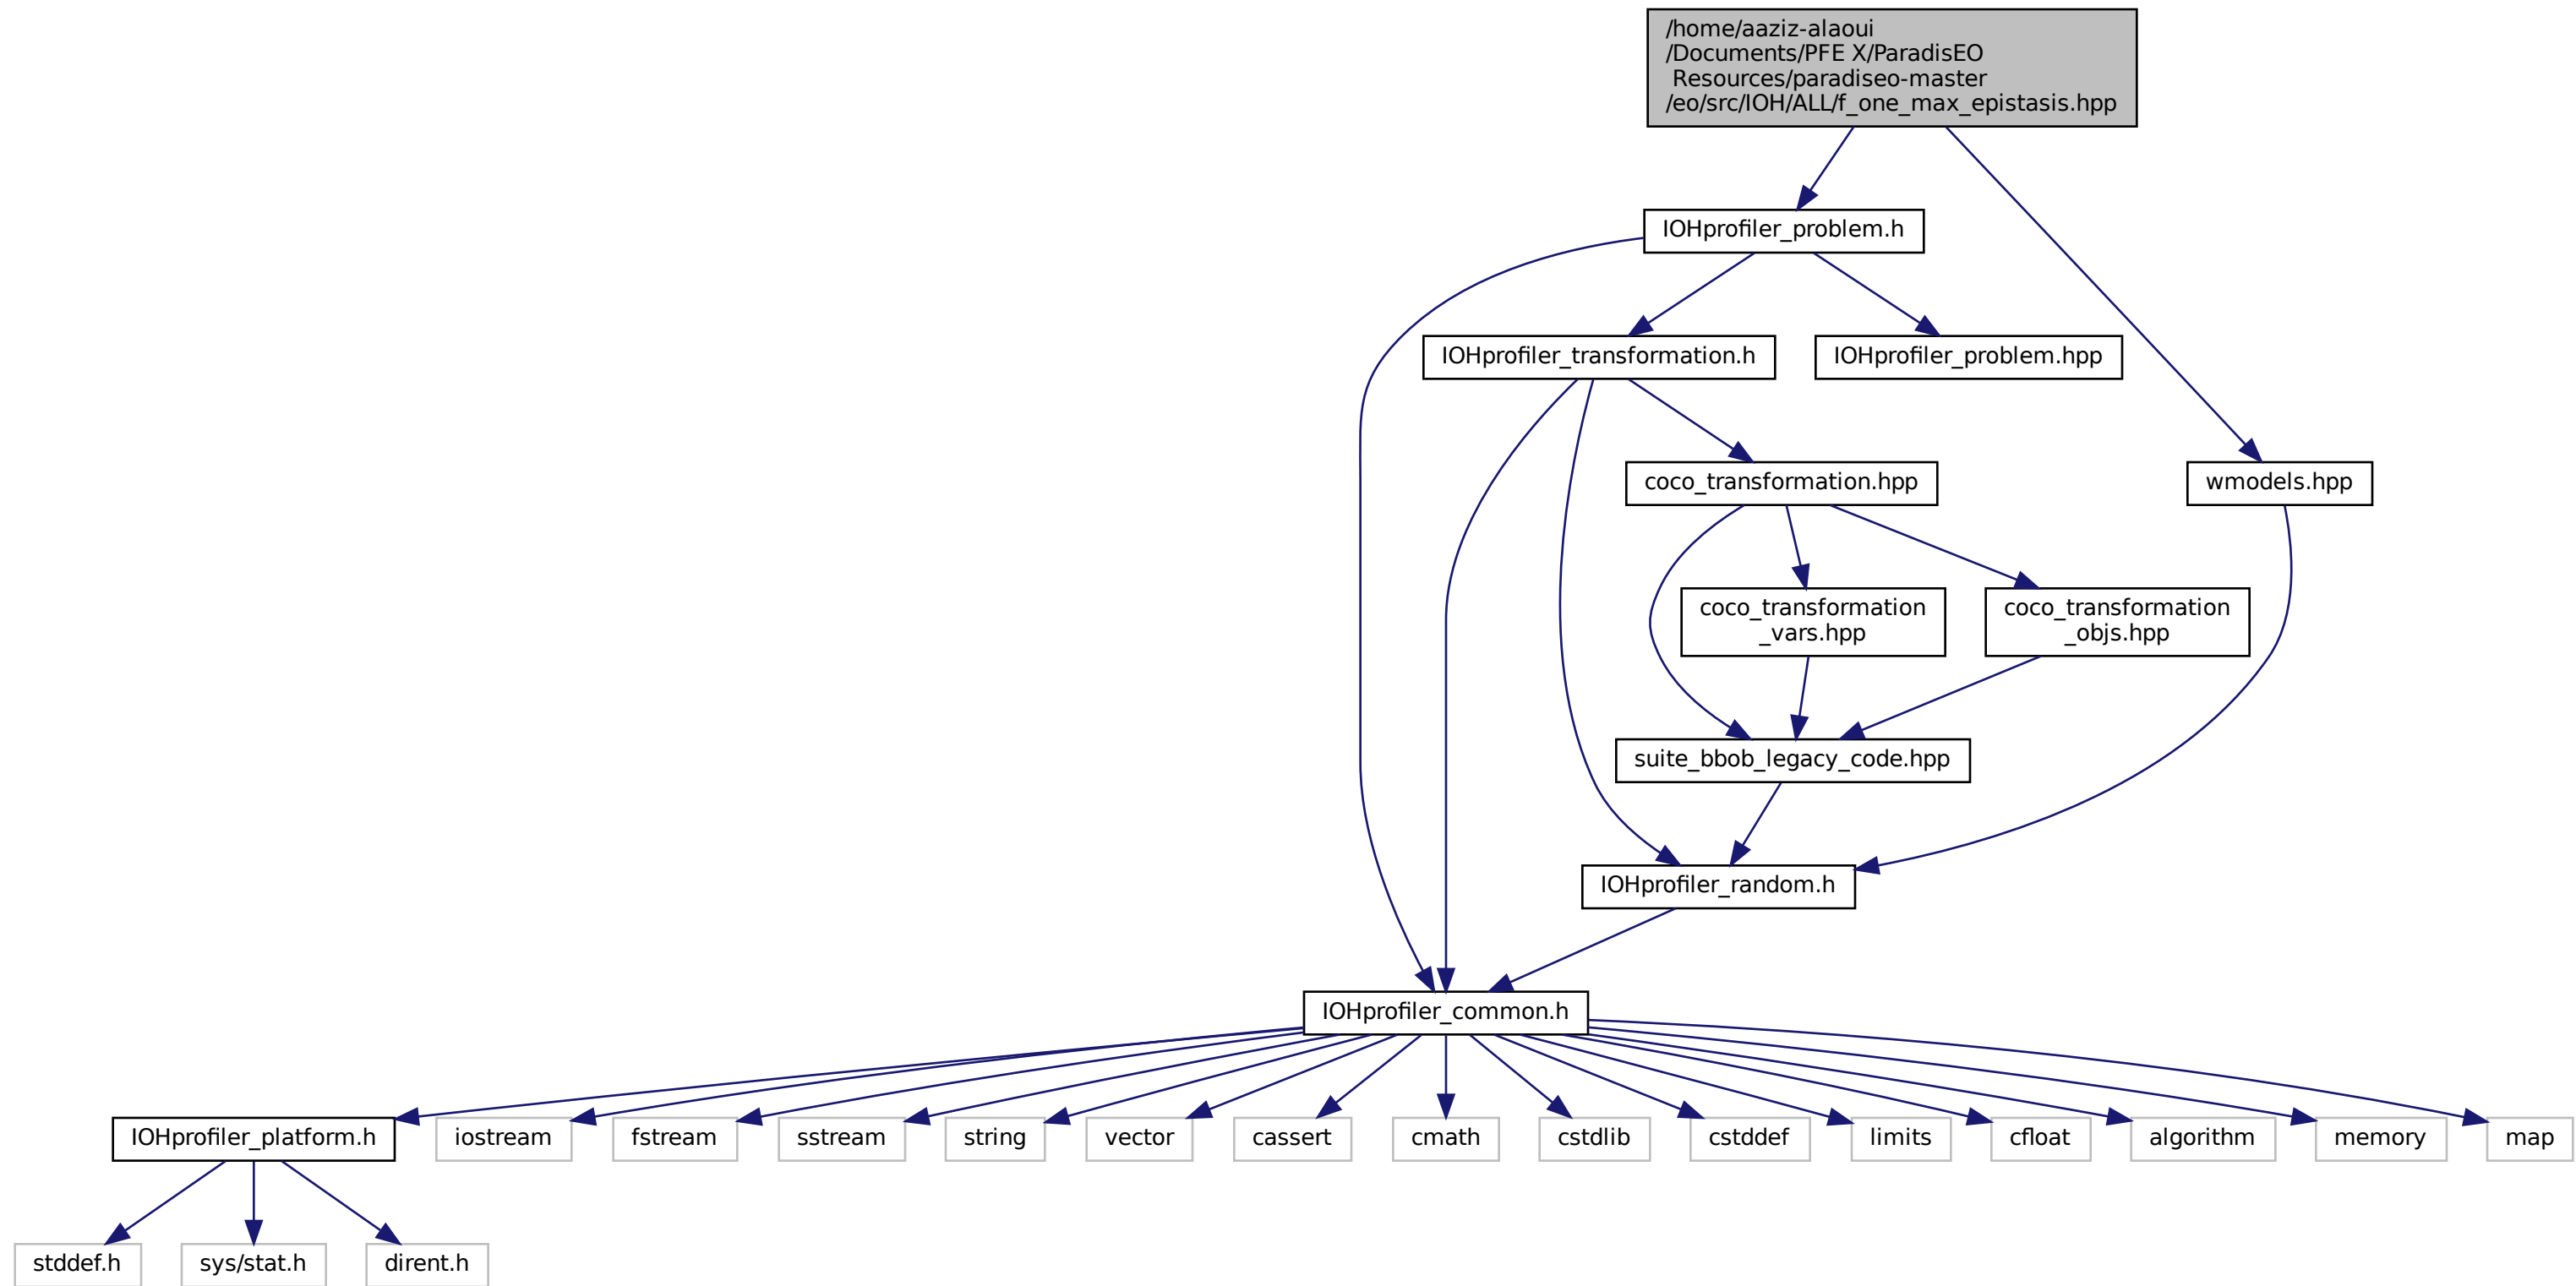 /home/aaziz-alaoui
/Documents/PFE X/ParadisEO
Resources/paradiseo-master
/eo/src/IOH/ALL/f_one_max_epistasis.hpp
IOHprofiler_problem.h
IOHprofiler_transformation.h
IOHprofiler_problem.hpp
coco_transformation.hpp
wmodels.hpp
coco_transformation
_vars.hpp
coco_transformation
_objs.hpp
suite_bbob_legacy_code.hpp
IOHprofiler_random.h
IOHprofiler_common.h
IOHprofiler_platform.h
iostream
fstream
sstream
string
vector
cassert
cmath
cstdlib
cstddef
limits
cfloat
algorithm
memory
map
stddef.h
sys/stat.h
dirent.h